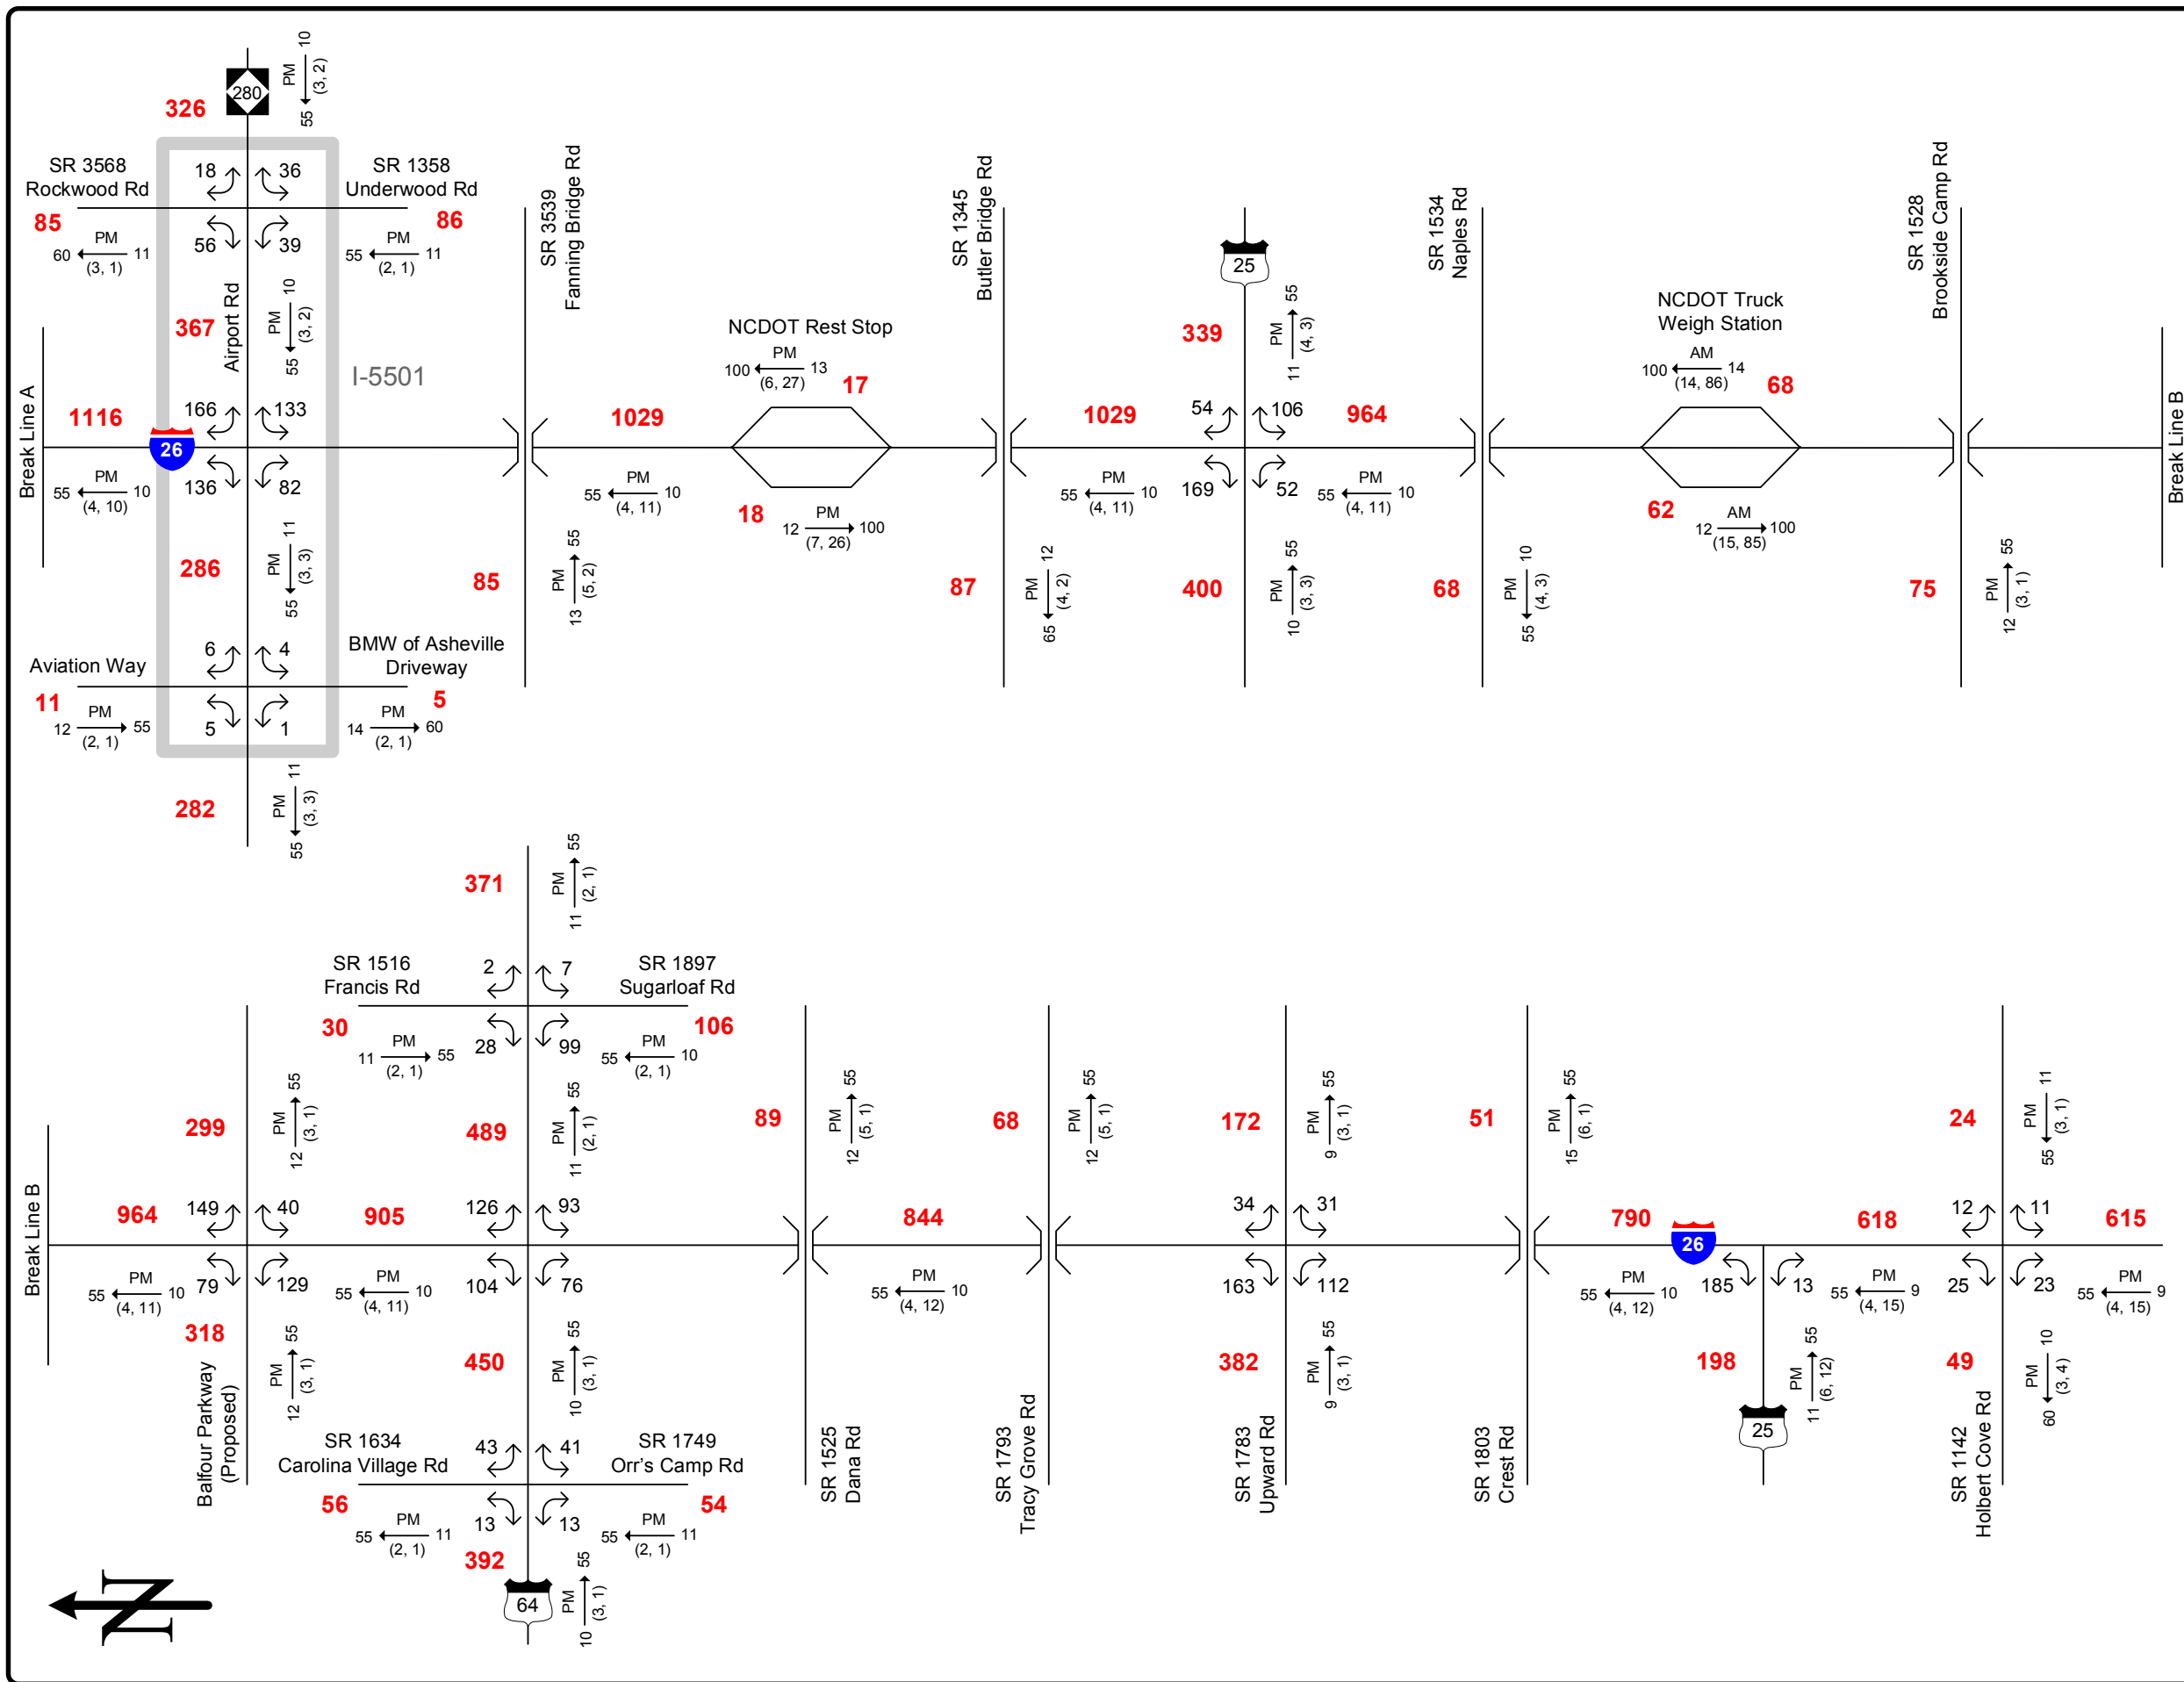 280
326
PM
10
55
(3, 2)
SR 3568
Rockwood Rd
18
36
SR 1358
Underwood Rd
85
86
56
39
PM
60
11
(3, 1)
PM
55
11
(2, 1)
367
Airport Rd
PM
10
55
(3, 2)
I-5501
Break Line A
1116
26
166
133
136
82
PM
55
10
(4, 10)
286
PM
11
55
(3, 3)
Aviation Way
6
4
BMW of Asheville
Driveway
11
5
5
1
PM
12
55
(2, 1)
PM
14
60
(2, 1)
282
PM
11
55
(3, 3)
SR 3539
Fanning Bridge Rd
85
PM
13
55
(5, 2)
1029
PM
55
10
(4, 11)
NCDOT Rest Stop
PM
100
13
(6, 27)
17
18
PM
12
100
(7, 26)
SR 1345
Butler Bridge Rd
87
PM
12
65
(4, 2)
1029
PM
55
10
(4, 11)
25
339
PM
11
55
(4, 3)
54
106
169
52
400
PM
10
55
(3, 3)
964
PM
55
10
(4, 11)
SR 1534
Naples Rd
68
PM
10
55
(4, 3)
NCDOT Truck
Weigh Station
AM
100
14
(14, 86)
68
62
AM
12
100
(15, 85)
SR 1528
Brookside Camp Rd
75
PM
12
55
(3, 1)
Break Line B
Break Line B
964
PM
55
10
(4, 11)
299
PM
12
55
(3, 1)
149
40
79
129
318
Balfour Parkway
(Proposed)
PM
12
55
(3, 1)
905
PM
55
10
(4, 11)
371
PM
11
55
(2, 1)
SR 1516
Francis Rd
2
7
SR 1897
Sugarloaf Rd
30
106
28
99
PM
11
55
(2, 1)
PM
55
10
(2, 1)
489
PM
11
55
(2, 1)
126
93
104
76
450
PM
10
55
(3, 1)
SR 1634
Carolina Village Rd
43
41
SR 1749
Orr's Camp Rd
56
54
13
13
PM
55
11
(2, 1)
PM
55
11
(2, 1)
392
64
PM
10
55
(3, 1)
89
PM
12
55
(5, 1)
SR 1525
Dana Rd
844
PM
55
10
(4, 12)
68
PM
12
55
(5, 1)
SR 1793
Tracy Grove Rd
172
PM
9
55
(3, 1)
34
31
163
112
382
PM
9
55
(3, 1)
SR 1783
Upward Rd
51
PM
15
55
(6, 1)
SR 1803
Crest Rd
790
26
PM
55
10
(4, 12)
185
13
198
PM
11
55
(6, 12)
25
618
PM
55
9
(4, 15)
24
PM
11
55
(3, 1)
12
11
25
23
49
PM
10
60
(3, 4)
SR 1142
Holbert Cove Rd
615
PM
55
9
(4, 15)
N